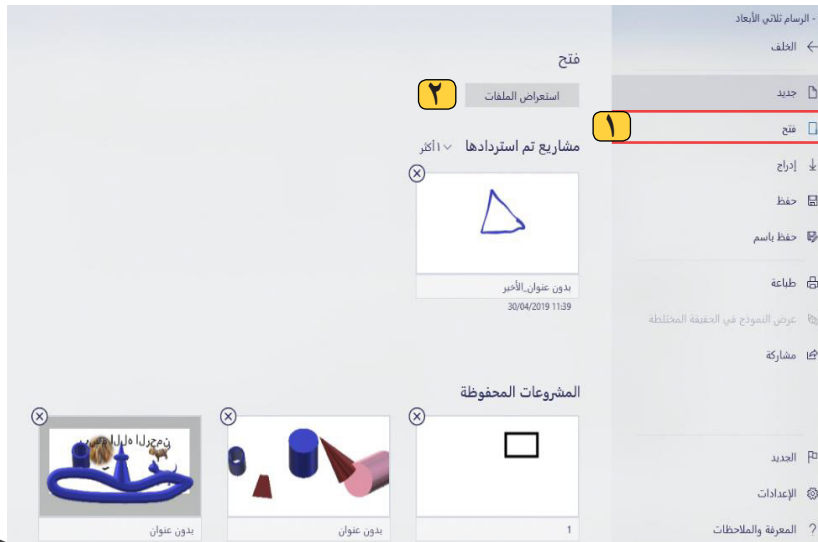 - الرسام ثلاثي الأبعاد
الخلف
جديد
فتح
إدراج
حفظ
حفظ باسم
طباعة
عرض النموذج في الحقيقة المختلطة
مشاركة
الجديد
الإعدادات
المعرفة والملاحظات
١
فتح
استعراض الملفات
٢
مشاريع تم استردادها ١ أكثر
بدون عنوان_الأخير
30/04/2019 11:39
المشروعات المحفوظة
1
بدون عنوان
بدون عنوان